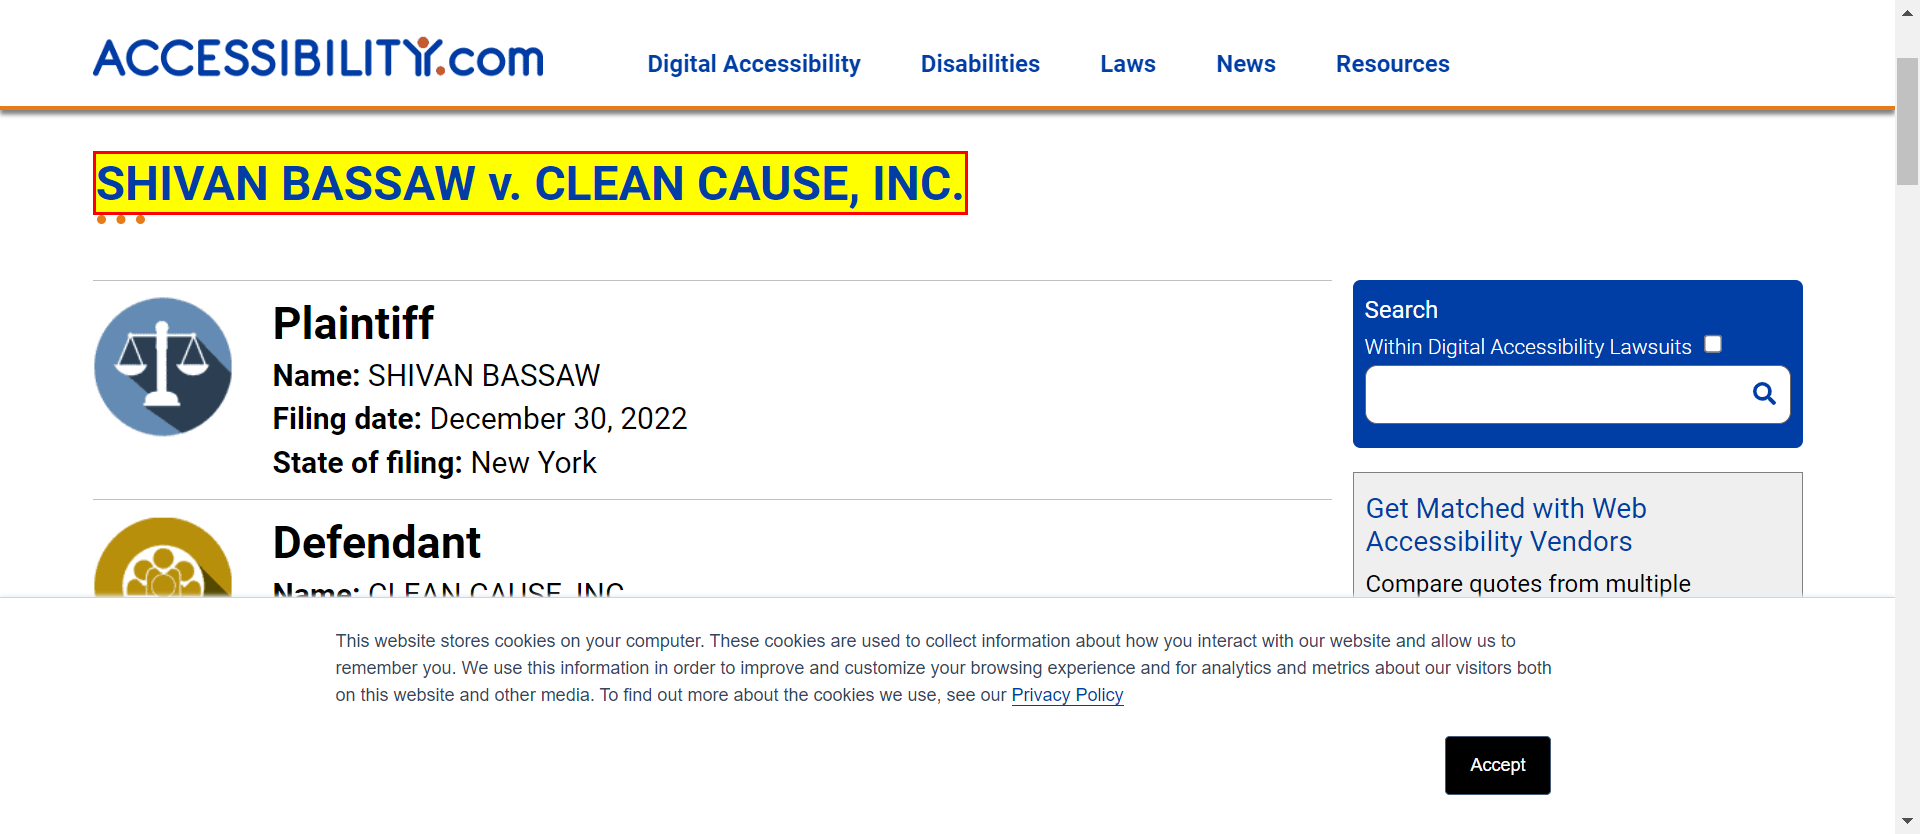 ACCESSIBILITY.com
Digital Accessibility
Disabilities
Laws
News
Resources
SHIVAN BASSAW v. CLEAN CAUSE, INC.
Plaintiff
Name: SHIVAN BASSAW
Filing date: December 30, 2022
State of filing: New York
Defendant
Name: CLEAN CAUSE, INC.
Search
Within Digital Accessibility Lawsuits
Get Matched with Web
Accessibility Vendors
Compare quotes from multiple
This website stores cookies on your computer. These cookies are used to collect information about how you interact with our website and allow us to
remember you. We use this information in order to improve and customize your browsing experience and for analytics and metrics about our visitors both
on this website and other media. To find out more about the cookies we use, see our Privacy Policy
Accept